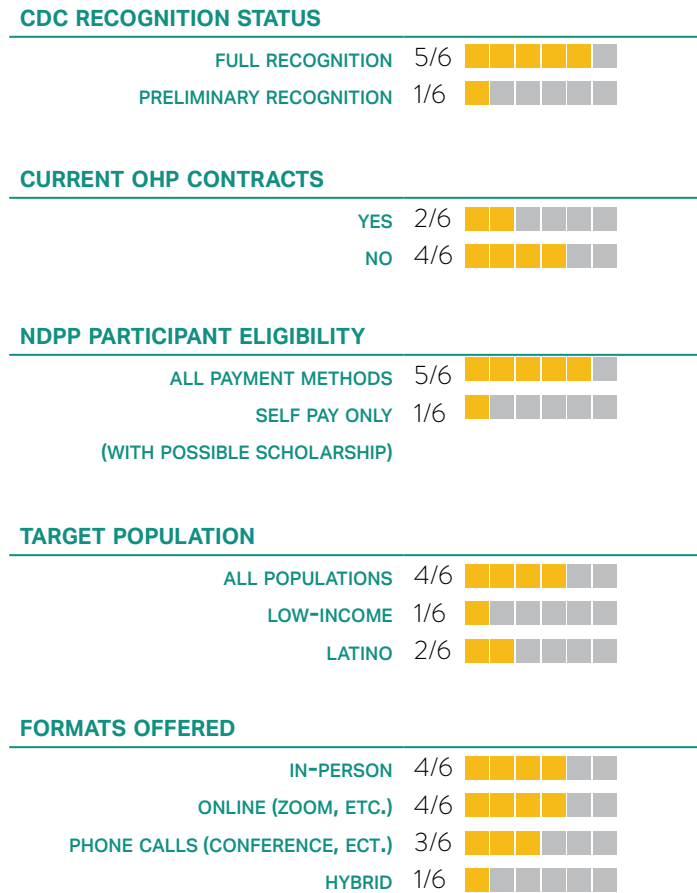 CDC RECOGNITION STATUS
FULL RECOGNITION 5/6
PRELIMINARY RECOGNITION 1/6
CURRENT OHP CONTRACTS
YES 2/6
NO 4/6
NDPP PARTICIPANT ELIGIBILITY
ALL PAYMENT METHODS 5/6
SELF PAY ONLY 1/6
(WITH POSSIBLE SCHOLARSHIP)
TARGET POPULATION
ALL POPULATIONS 4/6
LOW-INCOME 1/6
LATINO 2/6
FORMATS OFFERED
IN-PERSON 4/6
ONLINE (ZOOM, ETC.) 4/6
PHONE CALLS (CONFERENCE, ECT.) 3/6
HYBRID 1/6